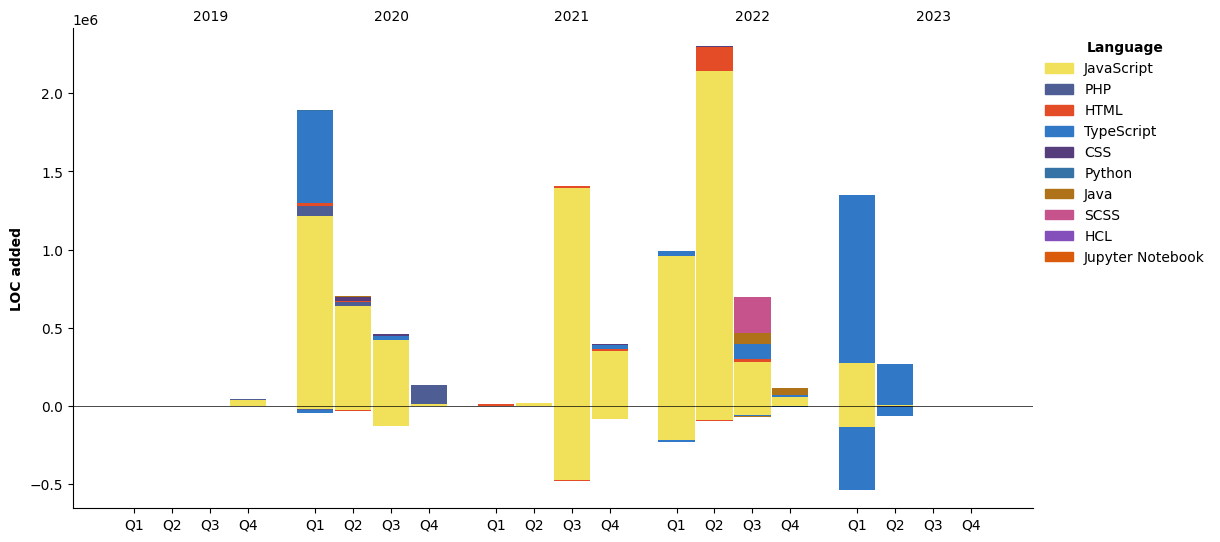 1e6
2019 2020 2021 2022 2023
Language
JavaScript
PHP
HTML
TypeScript
CSS
Python
Java
SCSS
HCL
Jupyter Notebook
LOC added
2.0
1.5
1.0
0.5
0.0
−0.5
Q1 Q2 Q3 Q4 Q1 Q2 Q3 Q4 Q1 Q2 Q3 Q4 Q1 Q2 Q3 Q4 Q1 Q2 Q3 Q4